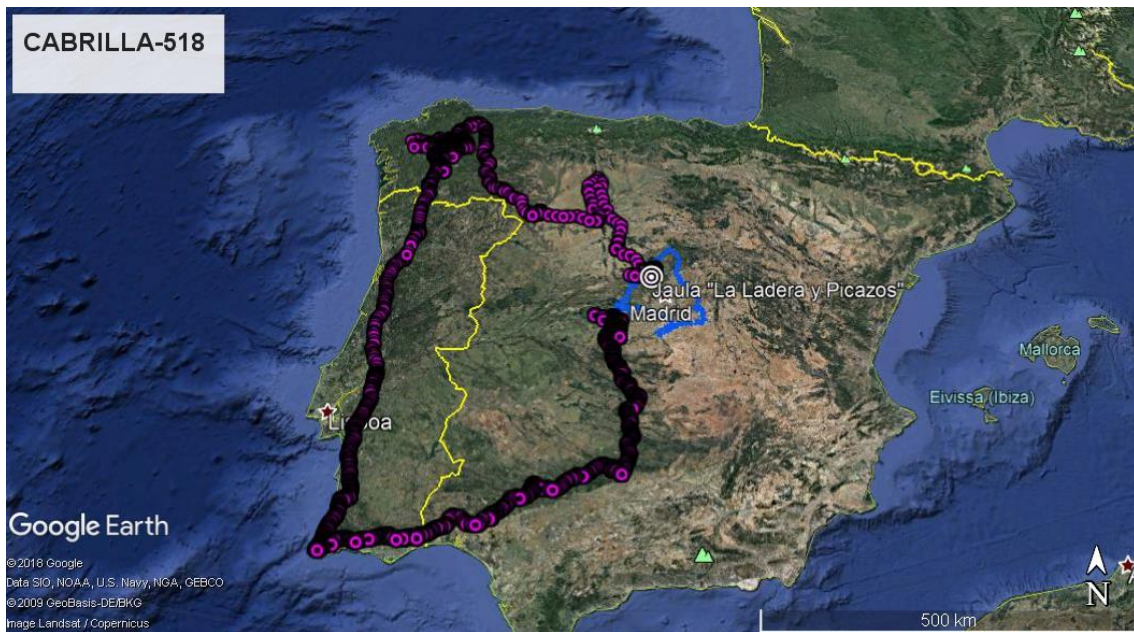 CABRILLA-518
Jaula "La Ladera y Picazos"
Madrid
Mallorca
Eivissa (Ibiza)
Lisboa
Google Earth
©2018 Google
Data SIO, NOAA, U.S. Navy, NGA, GEBCO
©2009 GeoBasis-DE/BKG
Image Landsat / Copernicus
N
500 km